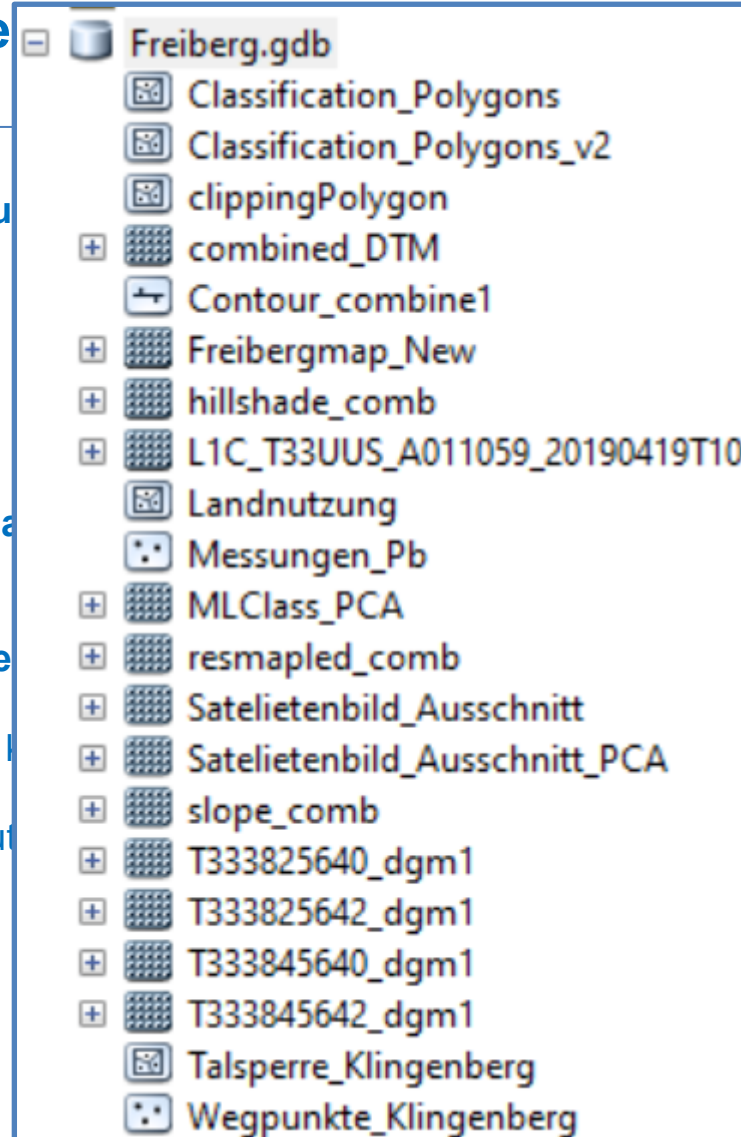 Freiberg.gdb
Classification_Polygons
Classification_Polygons_v2
clippingPolygon
combined_DTM
Contour_combine1
Freibergmap_New
hillshade_comb
L1C_T33UUS_A011059_20190419T10
Landnutzung
Messungen_Pb
MLClass_PCA
resmapled_comb
Satelietenbild_Ausschnitt
Satelietenbild_Ausschnitt_PCA
slope_comb
T333825640_dgm1
T333825642_dgm1
T333845640_dgm1
T333845642_dgm1
Talsperre_Klingenberg
Wegpunkte_Klingenberg